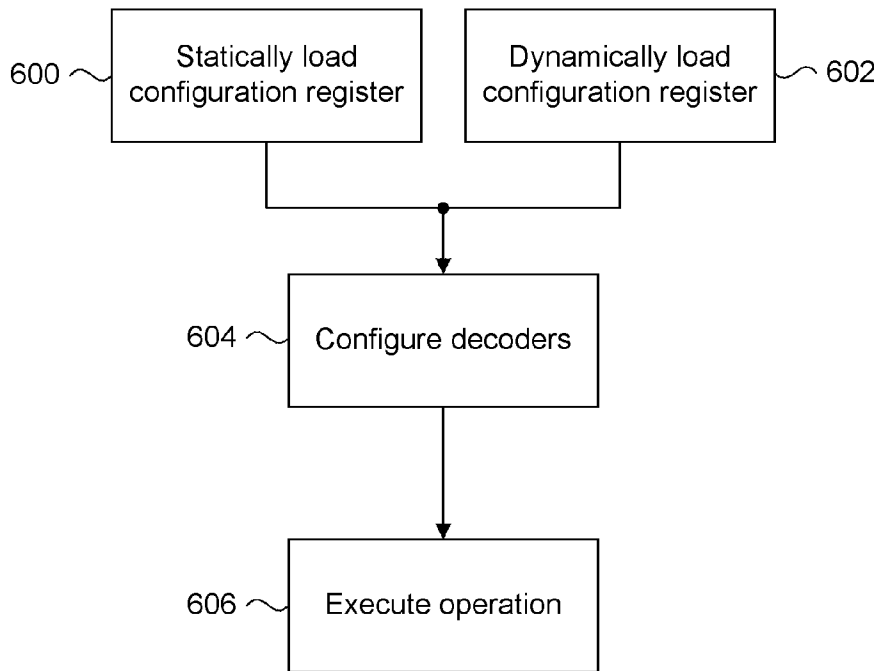 600
Statically load
configuration register
Dynamically load
configuration register
602
604
Configure decoders
606
Execute operation